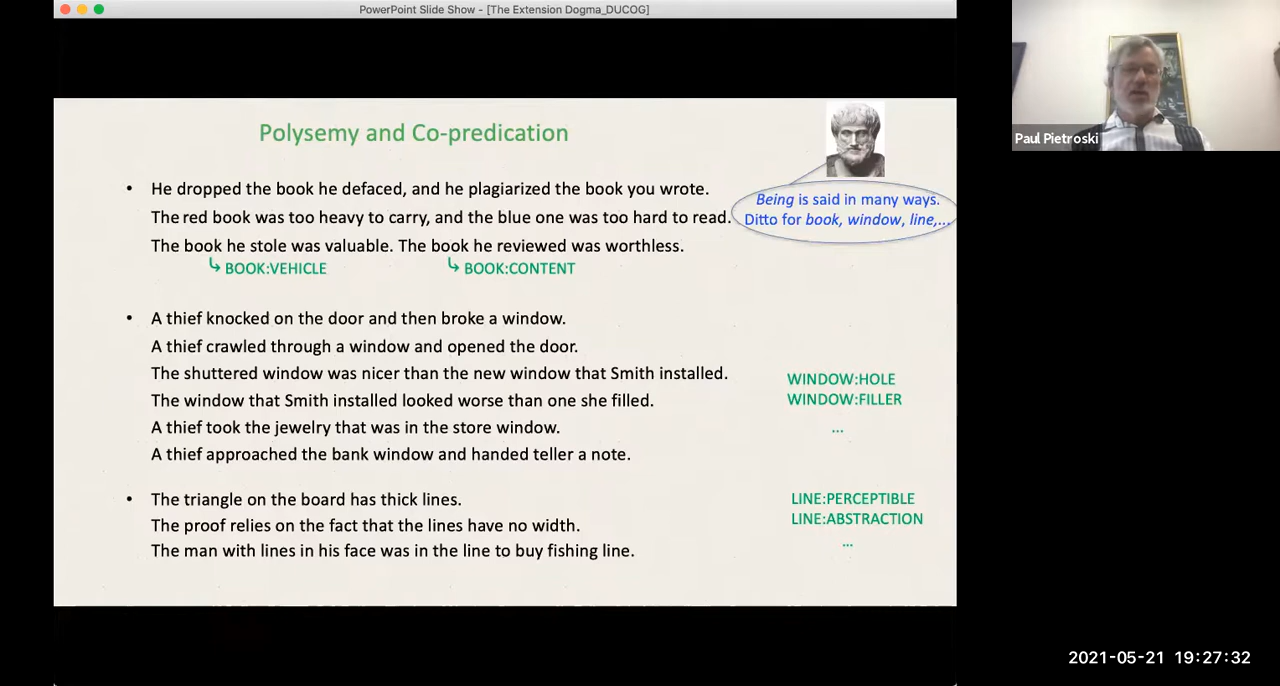 PowerPoint Slide Show - [The Extension Dogma_DUCOG]
Paul Pietroski
Polysemy and Co-predication
Being is said in many ways.
Ditto for book, window, line,...
• He dropped the book he defaced, and he plagiarized the book you wrote.
The red book was too heavy to carry, and the blue one was too hard to read.
The book he stole was valuable. The book he reviewed was worthless.
↳ BOOK:VEHICLE ↳ BOOK:CONTENT
• A thief knocked on the door and then broke a window.
A thief crawled through a window and opened the door.
The shuttered window was nicer than the new window that Smith installed.
The window that Smith installed looked worse than one she filled.
A thief took the jewelry that was in the store window.
A thief approached the bank window and handed teller a note.
WINDOW:HOLE
WINDOW:FILLER
...
• The triangle on the board has thick lines.
The proof relies on the fact that the lines have no width.
The man with lines in his face was in the line to buy fishing line.
LINE:PERCEPTIBLE
LINE:ABSTRACTION
...
2021-05-21 19:27:32